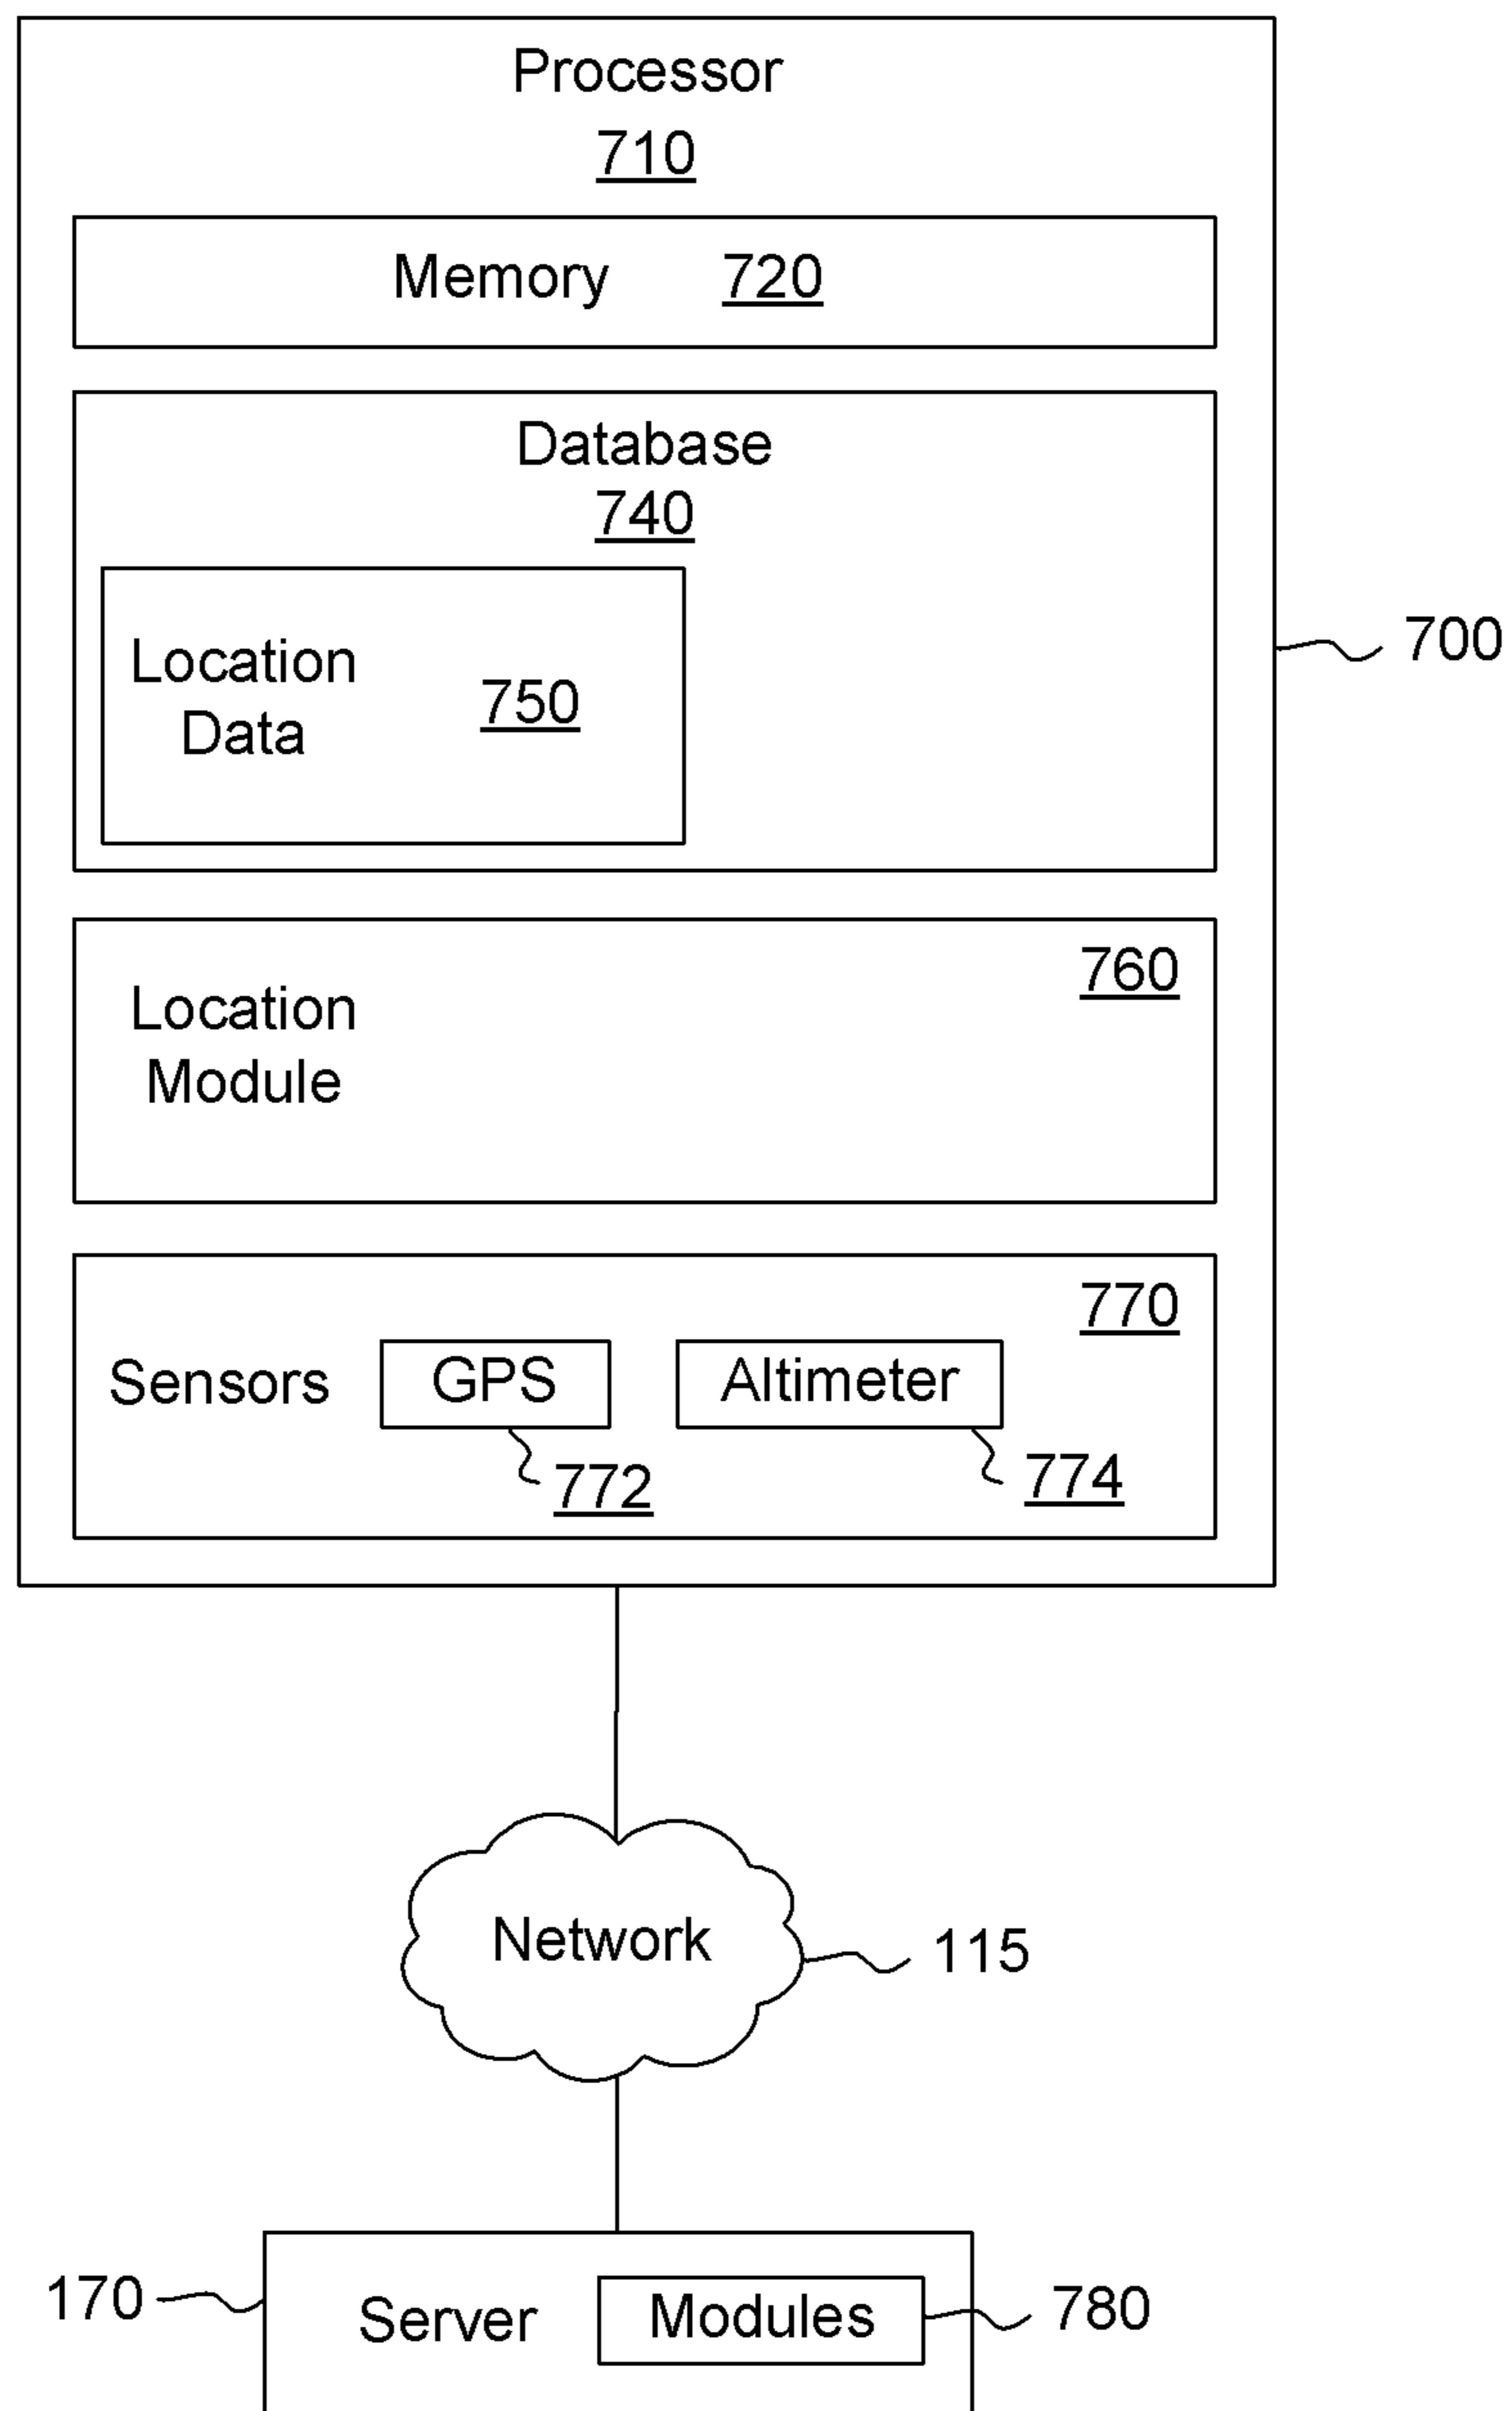 Processor
710
Memory 720
Database
740
Location
Data
750
700
760
Location
Module
770
Sensors GPS Altimeter
772 774
Network 115
170 Server Modules 780